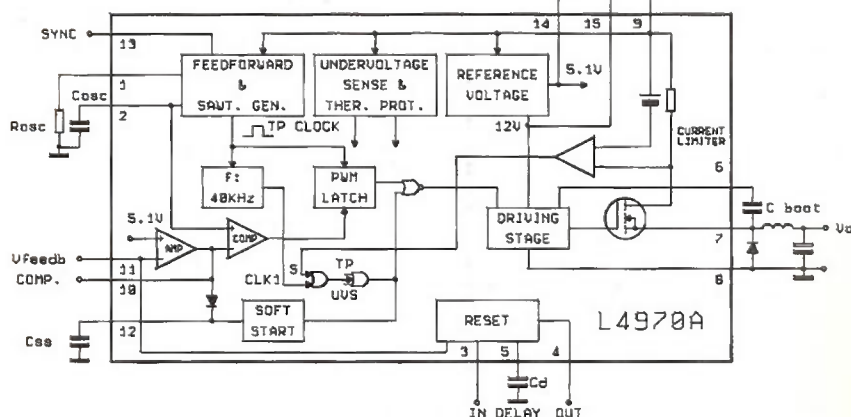 14 15 9
SYNC 13
FEEDFORWARD & SAWT. GEN.
UNDERVOLTAGE SENSE & THER. PROT.
REFERENCE VOLTAGE
5.1V
1
Cosc
2
Rosc
TP CLOCK
12V
CURRENT LIMITER
6
F: 40KHz
PWM LATCH
DRIVING STAGE
C boot
5.1V
AMP
COMP
7
Vo
Vfeedb
11
COMP.
10
S
CLK1
TP
UVS
8
SOFT START
RESET
L4970A
12
Css
3 5 4
Cd
IN DELAY OUT